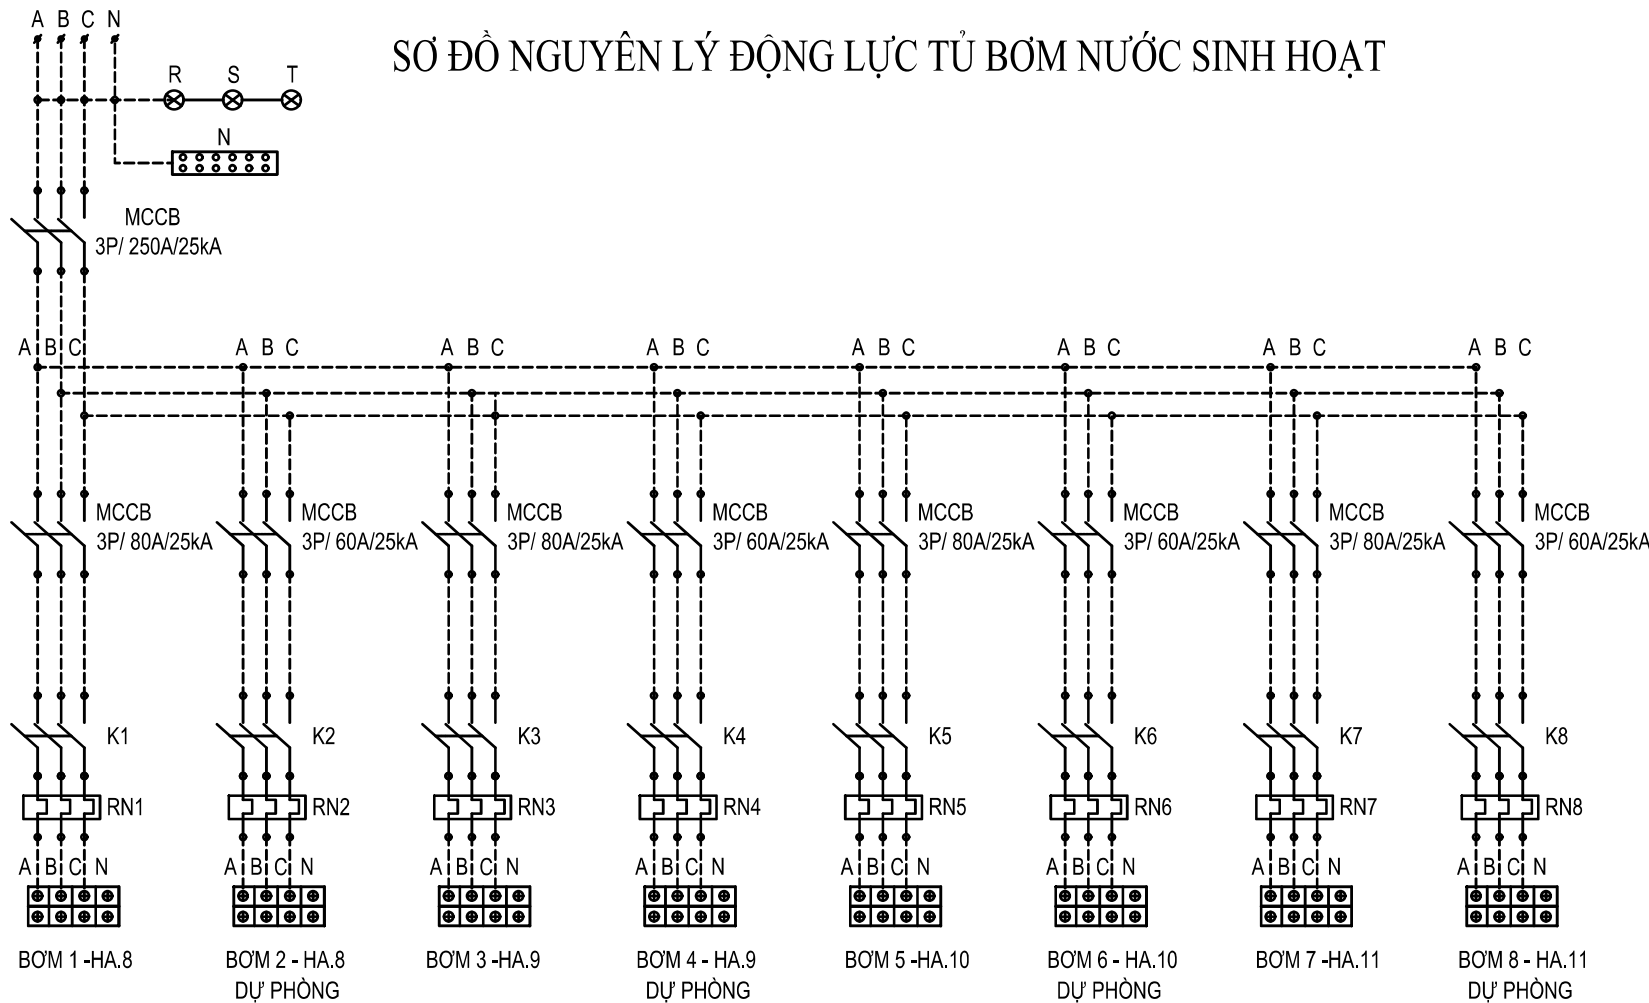 A B C N
SƠ ĐỒ NGUYÊN LÝ ĐỘNG LỰC TỦ BƠM NƯỚC SINH HOẠT
R S T
N
MCCB
3P/ 250A/25kA
A B C A B C A B C A B C A B C A B C A B C A B C
MCCB MCCB MCCB MCCB MCCB MCCB MCCB MCCB
3P/ 80A/25kA 3P/ 60A/25kA 3P/ 80A/25kA 3P/ 60A/25kA 3P/ 80A/25kA 3P/ 60A/25kA 3P/ 80A/25kA 3P/ 60A/25kA
K1 K2 K3 K4 K5 K6 K7 K8
RN1 RN2 RN3 RN4 RN5 RN6 RN7 RN8
A B C N A B C N A B C N A B C N A B C N A B C N A B C N A B C N
BƠM 1 -HA.8 BƠM 2 - HA.8 BƠM 3 -HA.9 BƠM 4 - HA.9 BƠM 5 -HA.10 BƠM 6 - HA.10 BƠM 7 -HA.11 BƠM 8 - HA.11
DỰ PHÒNG DỰ PHÒNG DỰ PHÒNG DỰ PHÒNG